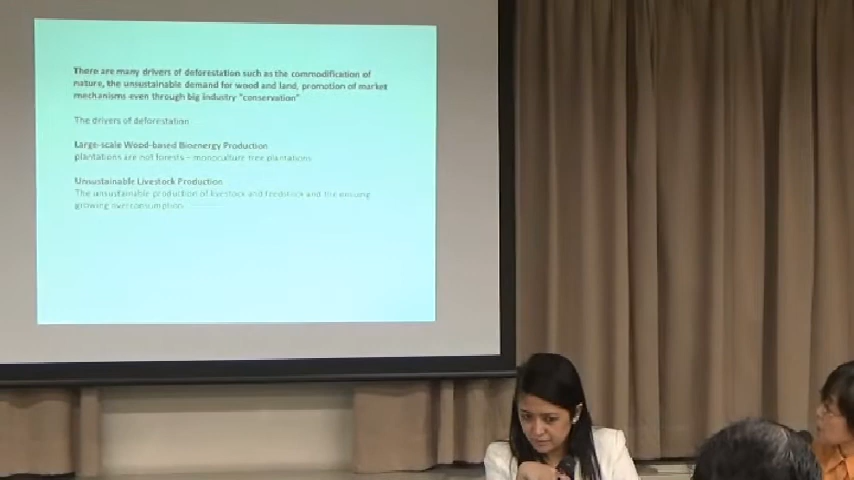 There are many drivers of deforestation such as the commodification of
nature, the unsustainable demand for wood and land, promotion of market
mechanisms even through big industry "conservation"
The drivers of deforestation
Large-scale Wood-based Bioenergy Production
plantations are not forests – monoculture tree plantations
Unsustainable Livestock Production
The unsustainable production of livestock and feedstock and the ensuing
growing overconsumption